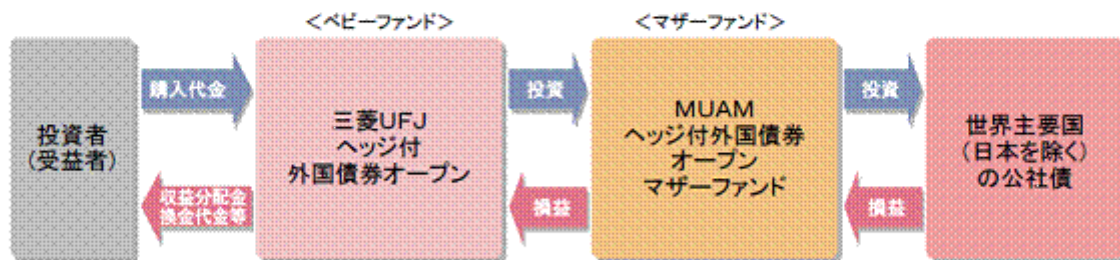 <ベビーファンド>
<マザーファンド>
投資者
(受益者)
購入代金
収益分配金
換金代金等
三菱UFJ
ヘッジ付
外国債券オープン
投資
損益
MUAM
ヘッジ付外国債券
オープン
マザーファンド
投資
損益
世界主要国
(日本を除く)
の公社債